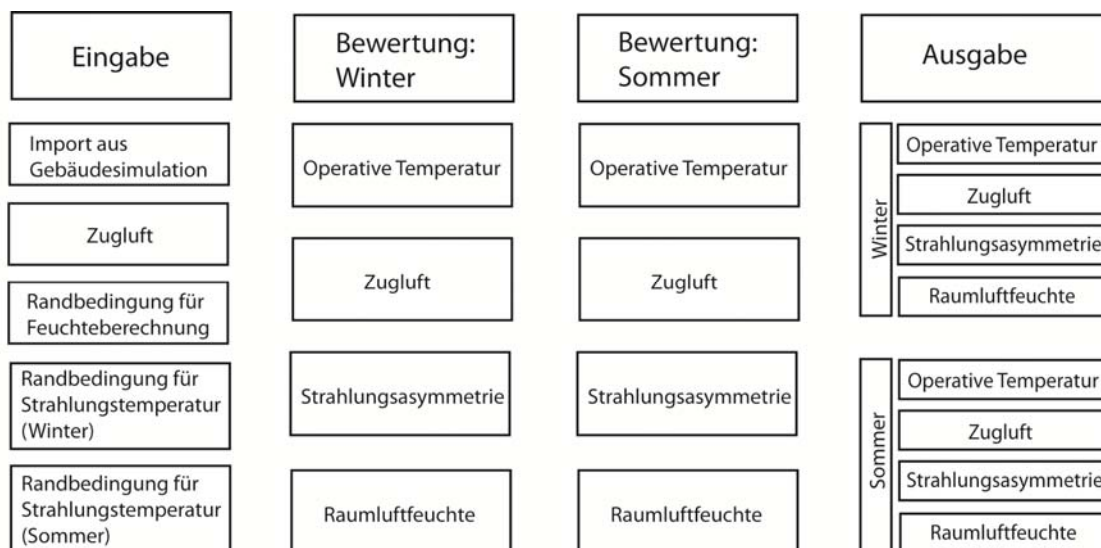 Eingabe
Import aus
Gebäudesimulation
Zugluft
Randbedingung für
Feuchteberechnung
Randbedingung für
Strahlungstemperatur
(Winter)
Randbedingung für
Strahlungstemperatur
(Sommer)
Bewertung:
Winter
Operative Temperatur
Zugluft
Strahlungsasymmetrie
Raumluftfeuchte
Bewertung:
Sommer
Operative Temperatur
Zugluft
Strahlungsasymmetrie
Raumluftfeuchte
Ausgabe
Winter
Operative Temperatur
Zugluft
Strahlungsasymmetrie
Raumluftfeuchte
Sommer
Operative Temperatur
Zugluft
Strahlungsasymmetrie
Raumluftfeuchte